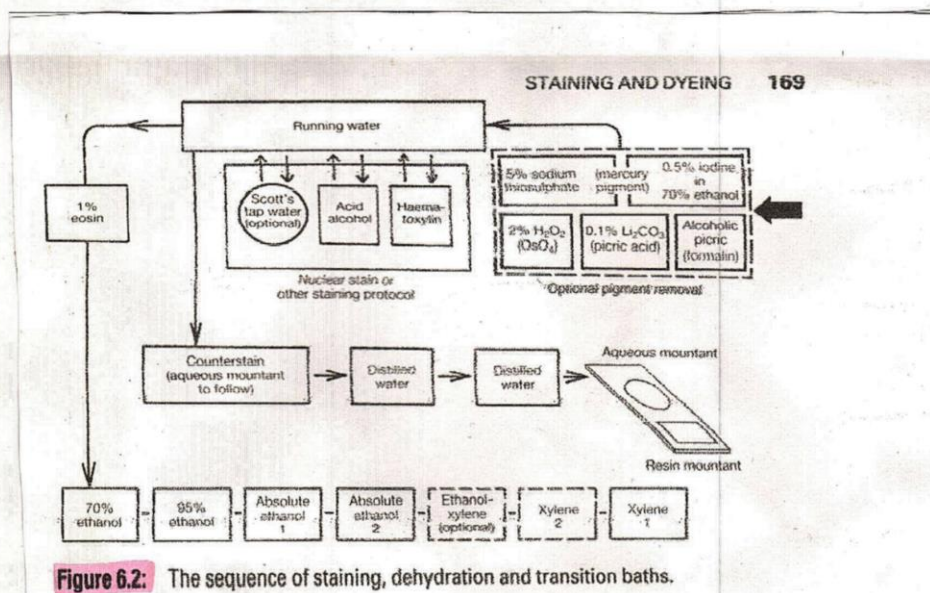 STAINING AND DYEING 169
Running water
5% sodium
thiosulphate
(mercury
pigment)
0.5% iodine
in
70% ethanol
1%
eosin
Scott's
tap water
(optional)
Acid
alcohol
Haema-
toxylin
2% H₂O₂
(OsO₄)
0.1% Li₂CO₃
(picric acid)
Alcoholic
picric
(formalin)
Nuclear stain or
other staining protocol
Optional pigment removal
Counterstain
(aqueous mountant
to follow)
Distilled
water
Distilled
water
Aqueous mountant
Resin mountant
70%
ethanol
95%
ethanol
Absolute
ethanol
1
Absolute
ethanol
2
Ethanol-
xylene
(optional)
Xylene
2
Xylene
1
Figure 6.2: The sequence of staining, dehydration and transition baths.